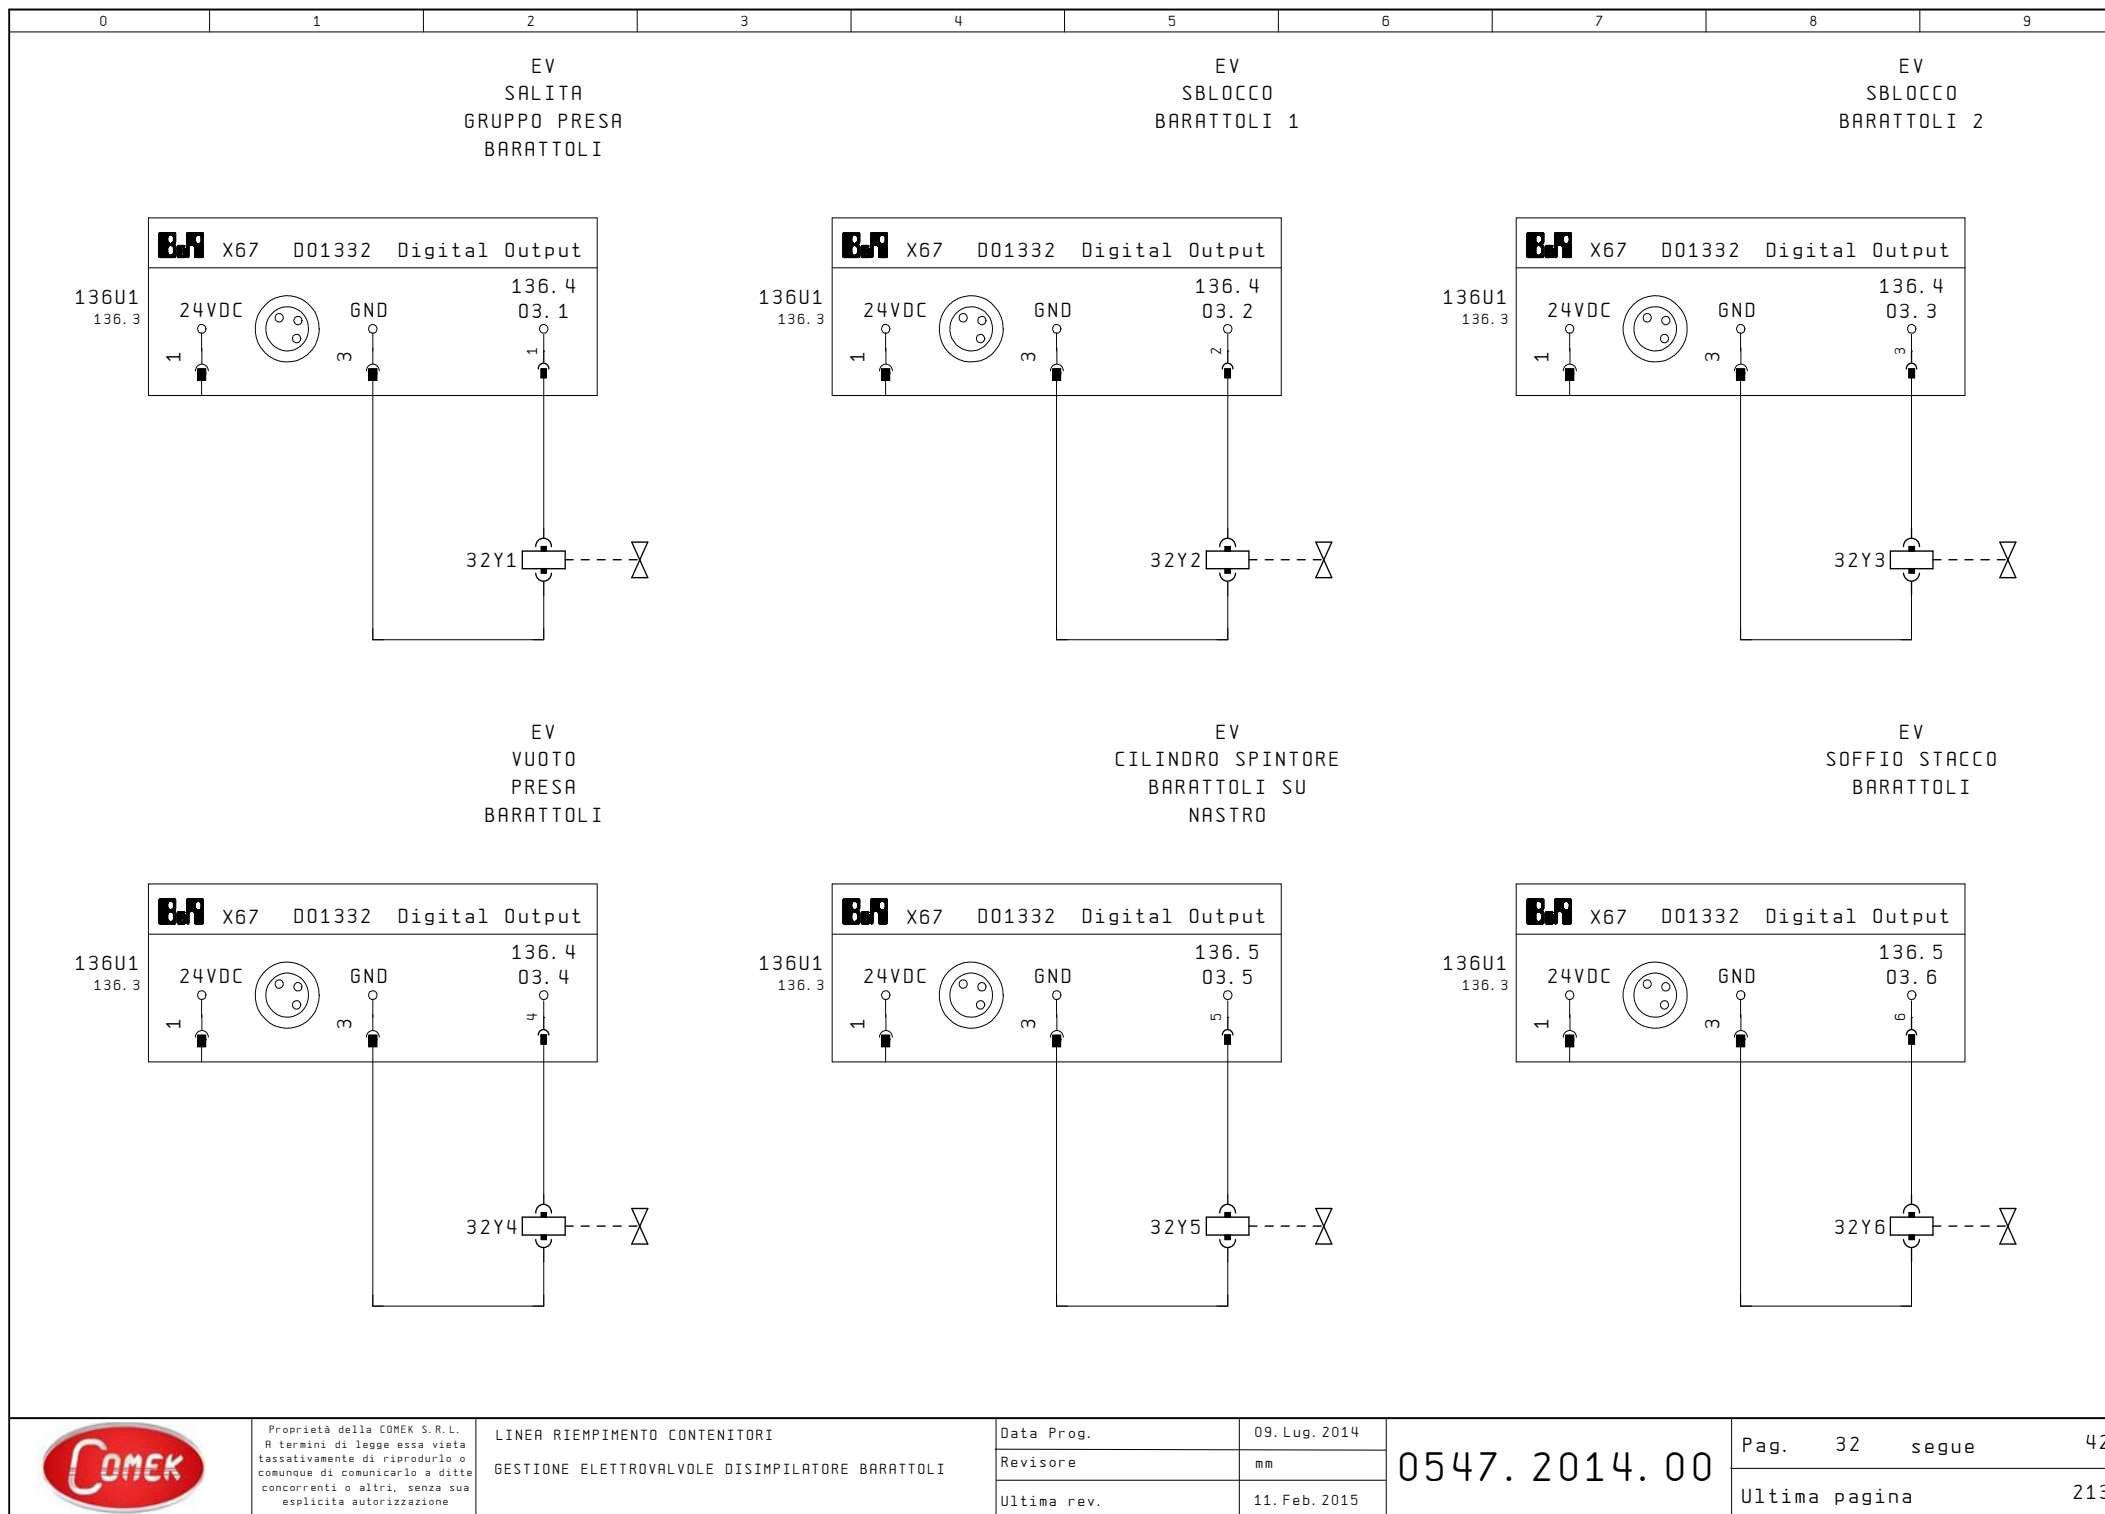 0 1 2 3 4 5 6 7 8 9
EV
SALITA
GRUPPO PRESA
BARATTOLI
EV
SBLOCCO
BARATTOLI 1
EV
SBLOCCO
BARATTOLI 2
B&R X67 DO1332 Digital Output
136U1
136.3
24VDC
GND
136.4
O3.1
1
3
1
32Y1
B&R X67 DO1332 Digital Output
136U1
136.3
24VDC
GND
136.4
O3.2
1
3
2
32Y2
B&R X67 DO1332 Digital Output
136U1
136.3
24VDC
GND
136.4
O3.3
1
3
3
32Y3
EV
VUOTO
PRESA
BARATTOLI
EV
CILINDRO SPINTORE
BARATTOLI SU
NASTRO
EV
SOFFIO STACCO
BARATTOLI
B&R X67 DO1332 Digital Output
136U1
136.3
24VDC
GND
136.4
O3.4
1
3
4
32Y4
B&R X67 DO1332 Digital Output
136U1
136.3
24VDC
GND
136.5
O3.5
1
3
5
32Y5
B&R X67 DO1332 Digital Output
136U1
136.3
24VDC
GND
136.5
O3.6
1
3
6
32Y6
COMEK
Proprietà della COMEK S.R.L.
A termini di legge essa vieta
tassativamente di riprodurlo o
comunque di comunicarlo a ditte
concorrenti o altri, senza sua
esplicita autorizzazione
LINEA RIEMPIMENTO CONTENITORI
GESTIONE ELETTROVALVOLE DISIMPILATORE BARATTOLI
Data Prog. 09.Lug.2014
Revisore mm
Ultima rev. 11.Feb.2015
0547.2014.00
Pag. 32 segue 42
Ultima pagina 213